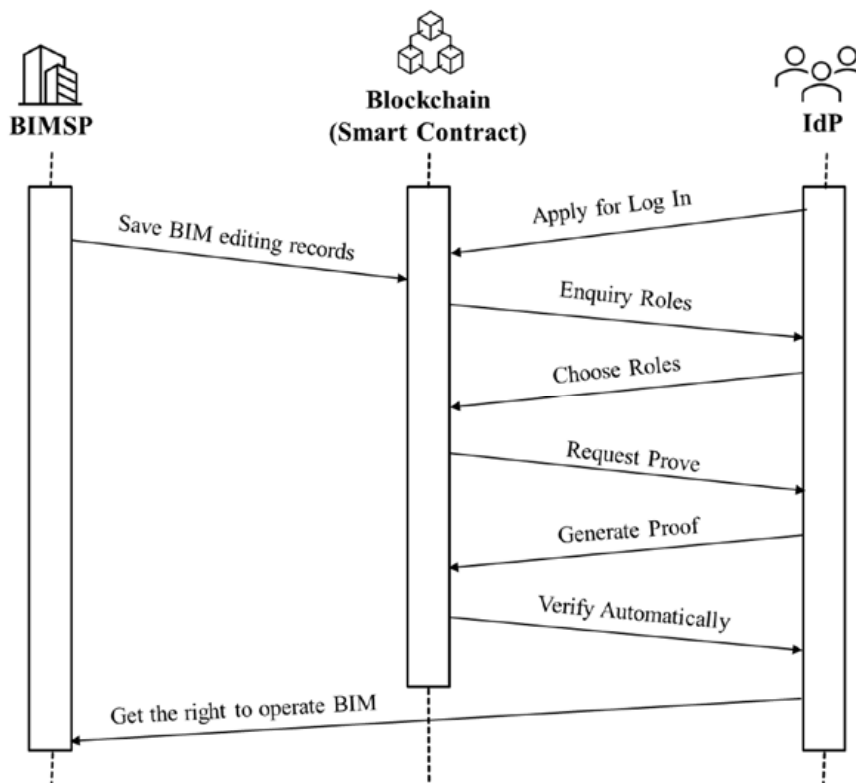 BIMSP
Blockchain
(Smart Contract)
IdP
Apply for Log In
Save BIM editing records
Enquiry Roles
Choose Roles
Request Prove
Generate Proof
Verify Automatically
Get the right to operate BIM